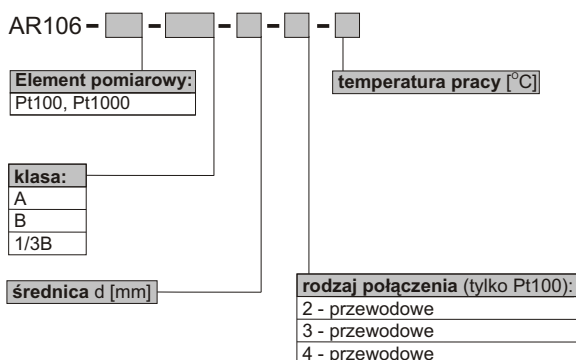 AR106 - - - - -
Element pomiarowy:
Pt100, Pt1000
temperatura pracy [°C]
klasa:
A
B
1/3B
średnica d [mm]
rodzaj połączenia (tylko Pt100):
2 - przewodowe
3 - przewodowe
4 - przewodowe